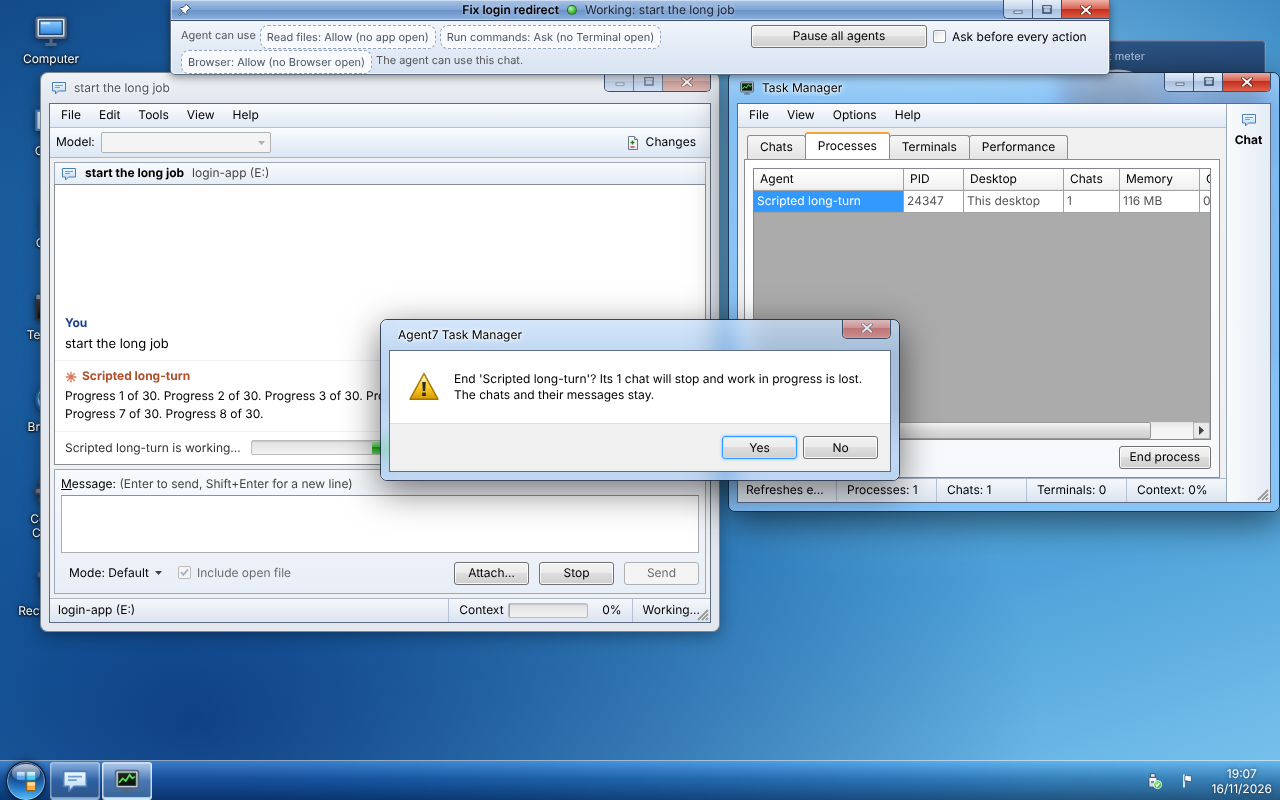 Fix login redirect Working: start the long job
Agent can use Read files: Allow (no app open) Run commands: Ask (no Terminal open)
Browser: Allow (no Browser open) The agent can use this chat.
Pause all agents Ask before every action
meter
Computer
start the long job
File Edit Tools View Help
Model:
Changes
start the long job login-app (E:)
You
start the long job
Scripted long-turn
Progress 1 of 30. Progress 2 of 30. Progress 3 of 30.
Progress 7 of 30. Progress 8 of 30.
Scripted long-turn is working...
Message: (Enter to send, Shift+Enter for a new line)
Mode: Default Include open file
Attach... Stop Send
login-app (E:) Context 0% Working...
Task Manager
File View Options Help
Chat
Chats Processes Terminals Performance
Agent PID Desktop Chats Memory
Scripted long-turn 24347 This desktop 1 116 MB 0
End process
Refreshes e... Processes: 1 Chats: 1 Terminals: 0 Context: 0%
Agent7 Task Manager
End 'Scripted long-turn'? Its 1 chat will stop and work in progress is lost.
The chats and their messages stay.
Yes No
19:07
16/11/2026